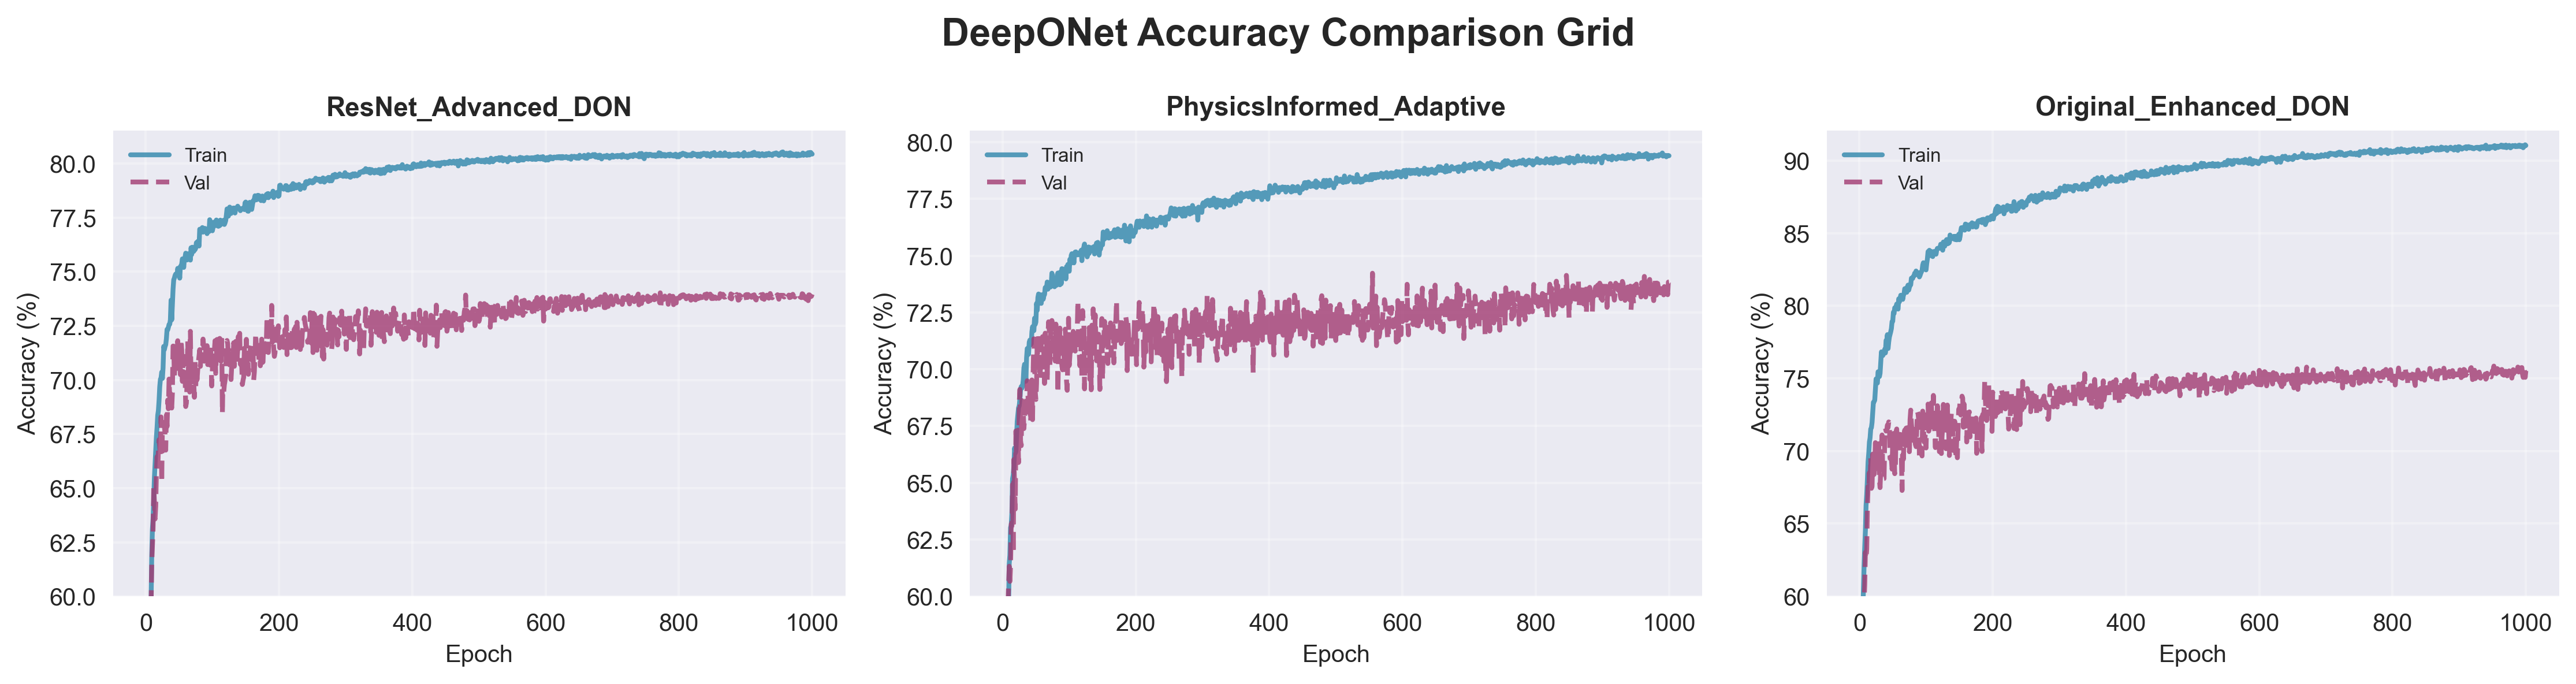 DeepONet Accuracy Comparison Grid
ResNet_Advanced_DON
Train
Val
80.0
77.5
75.0
72.5
70.0
67.5
65.0
62.5
60.0
Accuracy (%)
0 200 400 600 800 1000
Epoch
PhysicsInformed_Adaptive
Train
Val
80.0
77.5
75.0
72.5
70.0
67.5
65.0
62.5
60.0
Accuracy (%)
0 200 400 600 800 1000
Epoch
Original_Enhanced_DON
Train
Val
90
85
80
75
70
65
60
Accuracy (%)
0 200 400 600 800 1000
Epoch